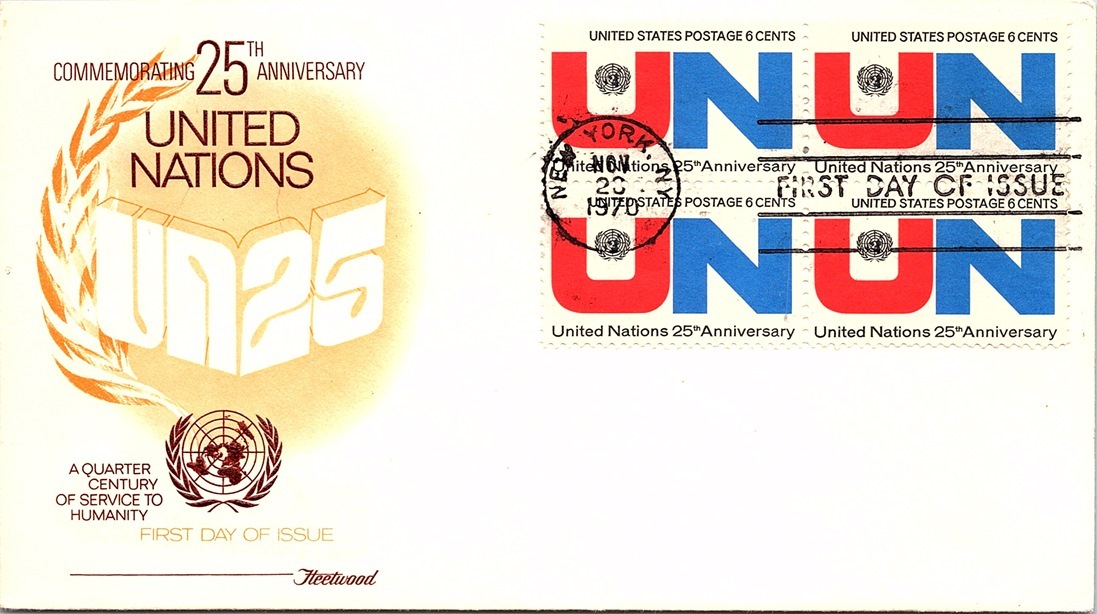 COMMEMORATING 25TH ANNIVERSARY
UNITED
NATIONS
UN25
A QUARTER
CENTURY
OF SERVICE TO
HUMANITY
FIRST DAY OF ISSUE
Fleetwood
UNITED STATES POSTAGE 6 CENTS
UN
United Nations 25th Anniversary
UNITED STATES POSTAGE 6 CENTS
UN
United Nations 25th Anniversary
NEW YORK, NY
NOV
20
1970
FIRST DAY OF ISSUE
UNITED STATES POSTAGE 6 CENTS
UN
United Nations 25th Anniversary
UNITED STATES POSTAGE 6 CENTS
UN
United Nations 25th Anniversary